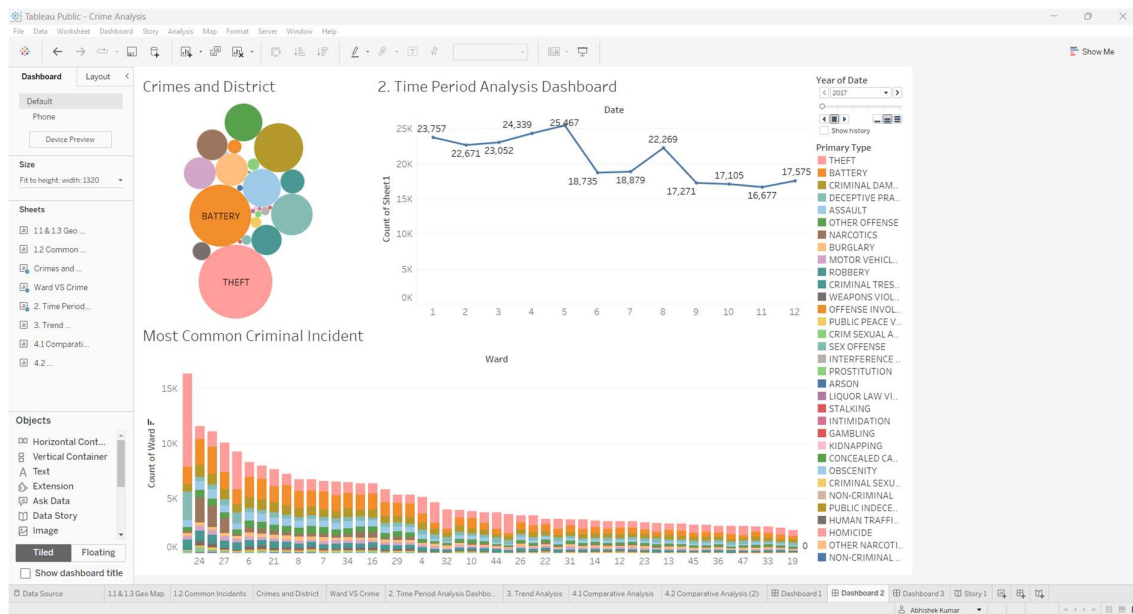 Tableau Public - Crime Analysis
File Data Worksheet Dashboard Story Analysis Map Format Server Window Help
Show Me
Dashboard Layout
Default
Phone
Device Preview
Size
Fit to height: width: 1320
Sheets
1.1 & 1.3 Geo ...
1.2 Common ...
Crimes and ...
Ward VS Crime
2. Time Period...
3. Trend ...
4.1 Comparati...
4.2 ...
Objects
Horizontal Cont...
Vertical Container
Text
Extension
Ask Data
Data Story
Image
Tiled Floating
Show dashboard title
Crimes and District
BATTERY
THEFT
2. Time Period Analysis Dashboard
Date
Count of Sheet1
25K
20K
15K
10K
5K
0K
23,757 22,671 23,052 24,339 25,467 18,735 18,879 22,269 17,271 17,105 16,677 17,575
1 2 3 4 5 6 7 8 9 10 11 12
Most Common Criminal Incident
Ward
Count of Ward
15K
10K
5K
0K
0
24 27 6 21 8 7 34 16 29 4 32 10 44 26 22 31 14 12 23 13 45 36 47 33 19
Year of Date
2017
Show history
Primary Type
THEFT
BATTERY
CRIMINAL DAM..
DECEPTIVE PRA..
ASSAULT
OTHER OFFENSE
NARCOTICS
BURGLARY
MOTOR VEHICL..
ROBBERY
CRIMINAL TRES..
WEAPONS VIOL..
OFFENSE INVOL..
PUBLIC PEACE V..
CRIM SEXUAL A..
SEX OFFENSE
INTERFERENCE ..
PROSTITUTION
ARSON
LIQUOR LAW VI..
STALKING
INTIMIDATION
GAMBLING
KIDNAPPING
CONCEALED CA..
OBSCENITY
CRIMINAL SEXU..
NON-CRIMINAL
PUBLIC INDECE..
HUMAN TRAFFI..
HOMICIDE
OTHER NARCOTI..
NON-CRIMINAL ..
Data Source 1.1 & 1.3 Geo Map 1.2 Common Incidents Crimes and District Ward VS Crime 2. Time Period Analysis Dashbo... 3. Trend Analysis 4.1 Comparative Analysis 4.2 Comparative Analysis (2) Dashboard 1 Dashboard 2 Dashboard 3 Story 1
Abhishek Kumar